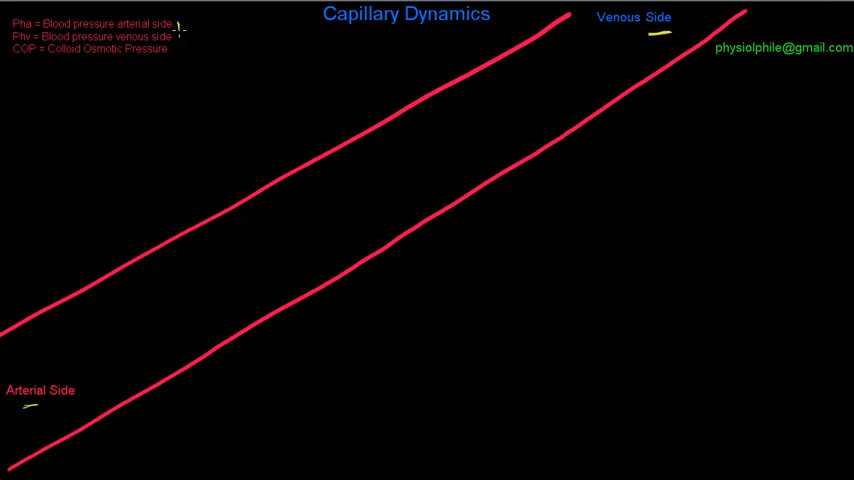 Capillary Dynamics
Pha = Blood pressure arterial side
Phv = Blood pressure venous side
COP = Colloid Osmotic Pressure
Venous Side
physiolphile@gmail.com
Arterial Side